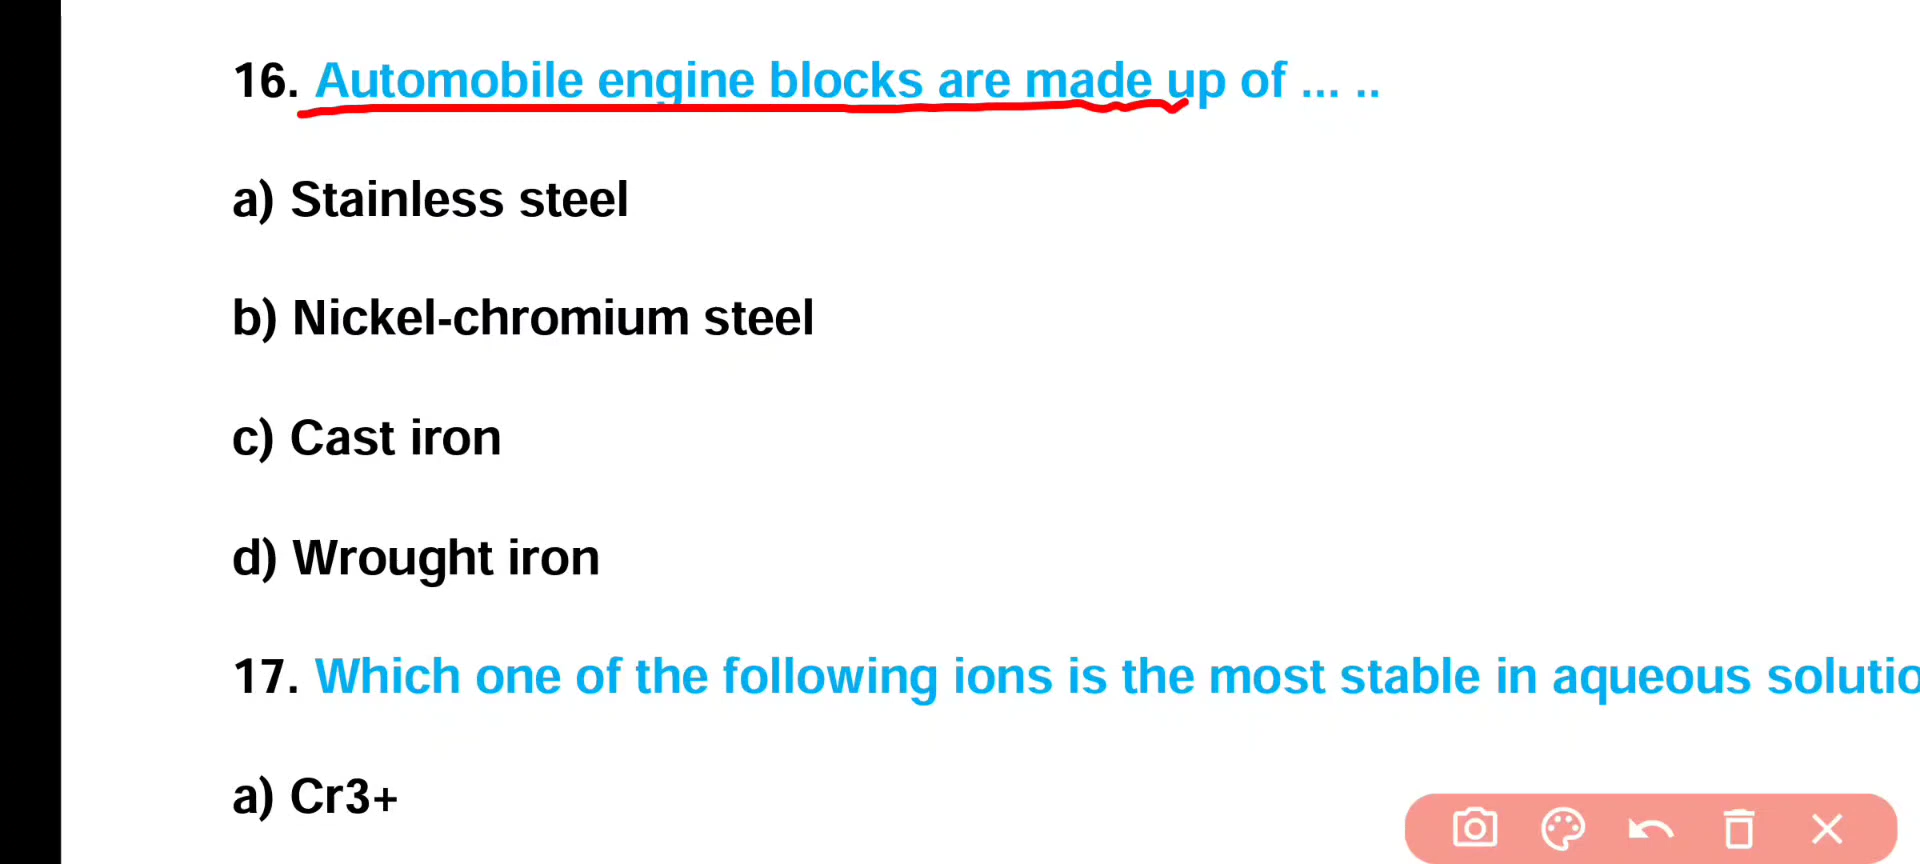 16. Automobile engine blocks are made up of ... ..
a) Stainless steel
b) Nickel-chromium steel
c) Cast iron
d) Wrought iron
17. Which one of the following ions is the most stable in aqueous solutio
a) Cr3+